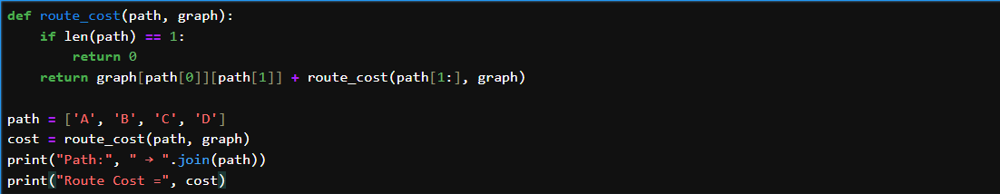 def route_cost(path, graph):
    if len(path) == 1:
        return 0
    return graph[path[0]][path[1]] + route_cost(path[1:], graph)
path = ['A', 'B', 'C', 'D']
cost = route_cost(path, graph)
print("Path:", " → ".join(path))
print("Route Cost =", cost)